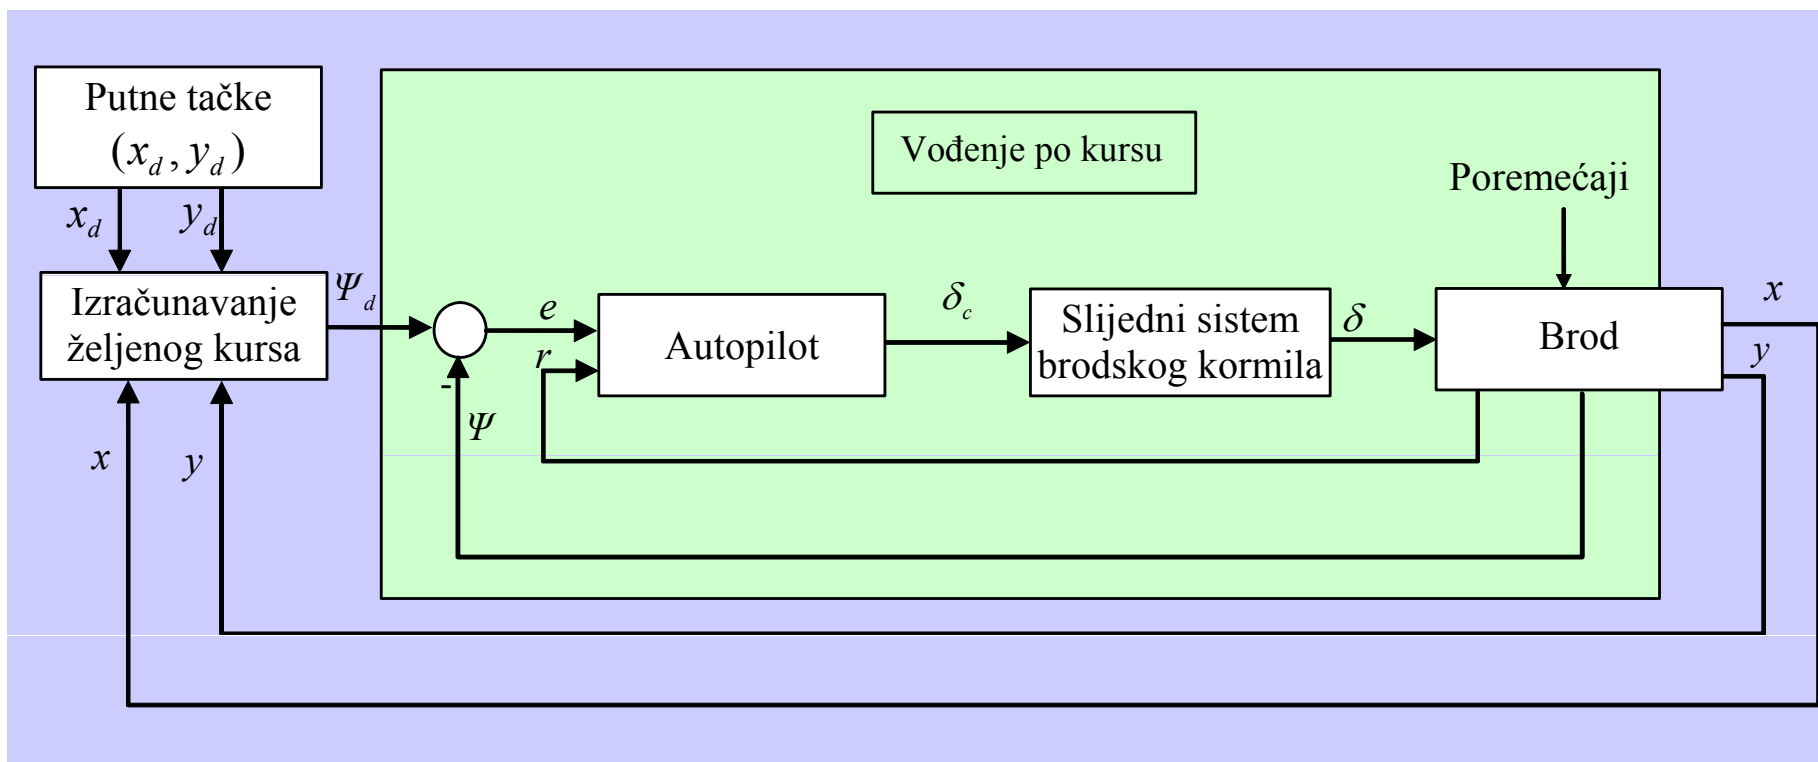 Putne tačke
(x_d, y_d)
Vođenje po kursu
Poremećaji
x_d
y_d
Izračunavanje
željenog kursa
Ψ_d
e
r
-
Ψ
Autopilot
δ_c
Slijedni sistem
brodskog kormila
δ
Brod
x
y
x
y